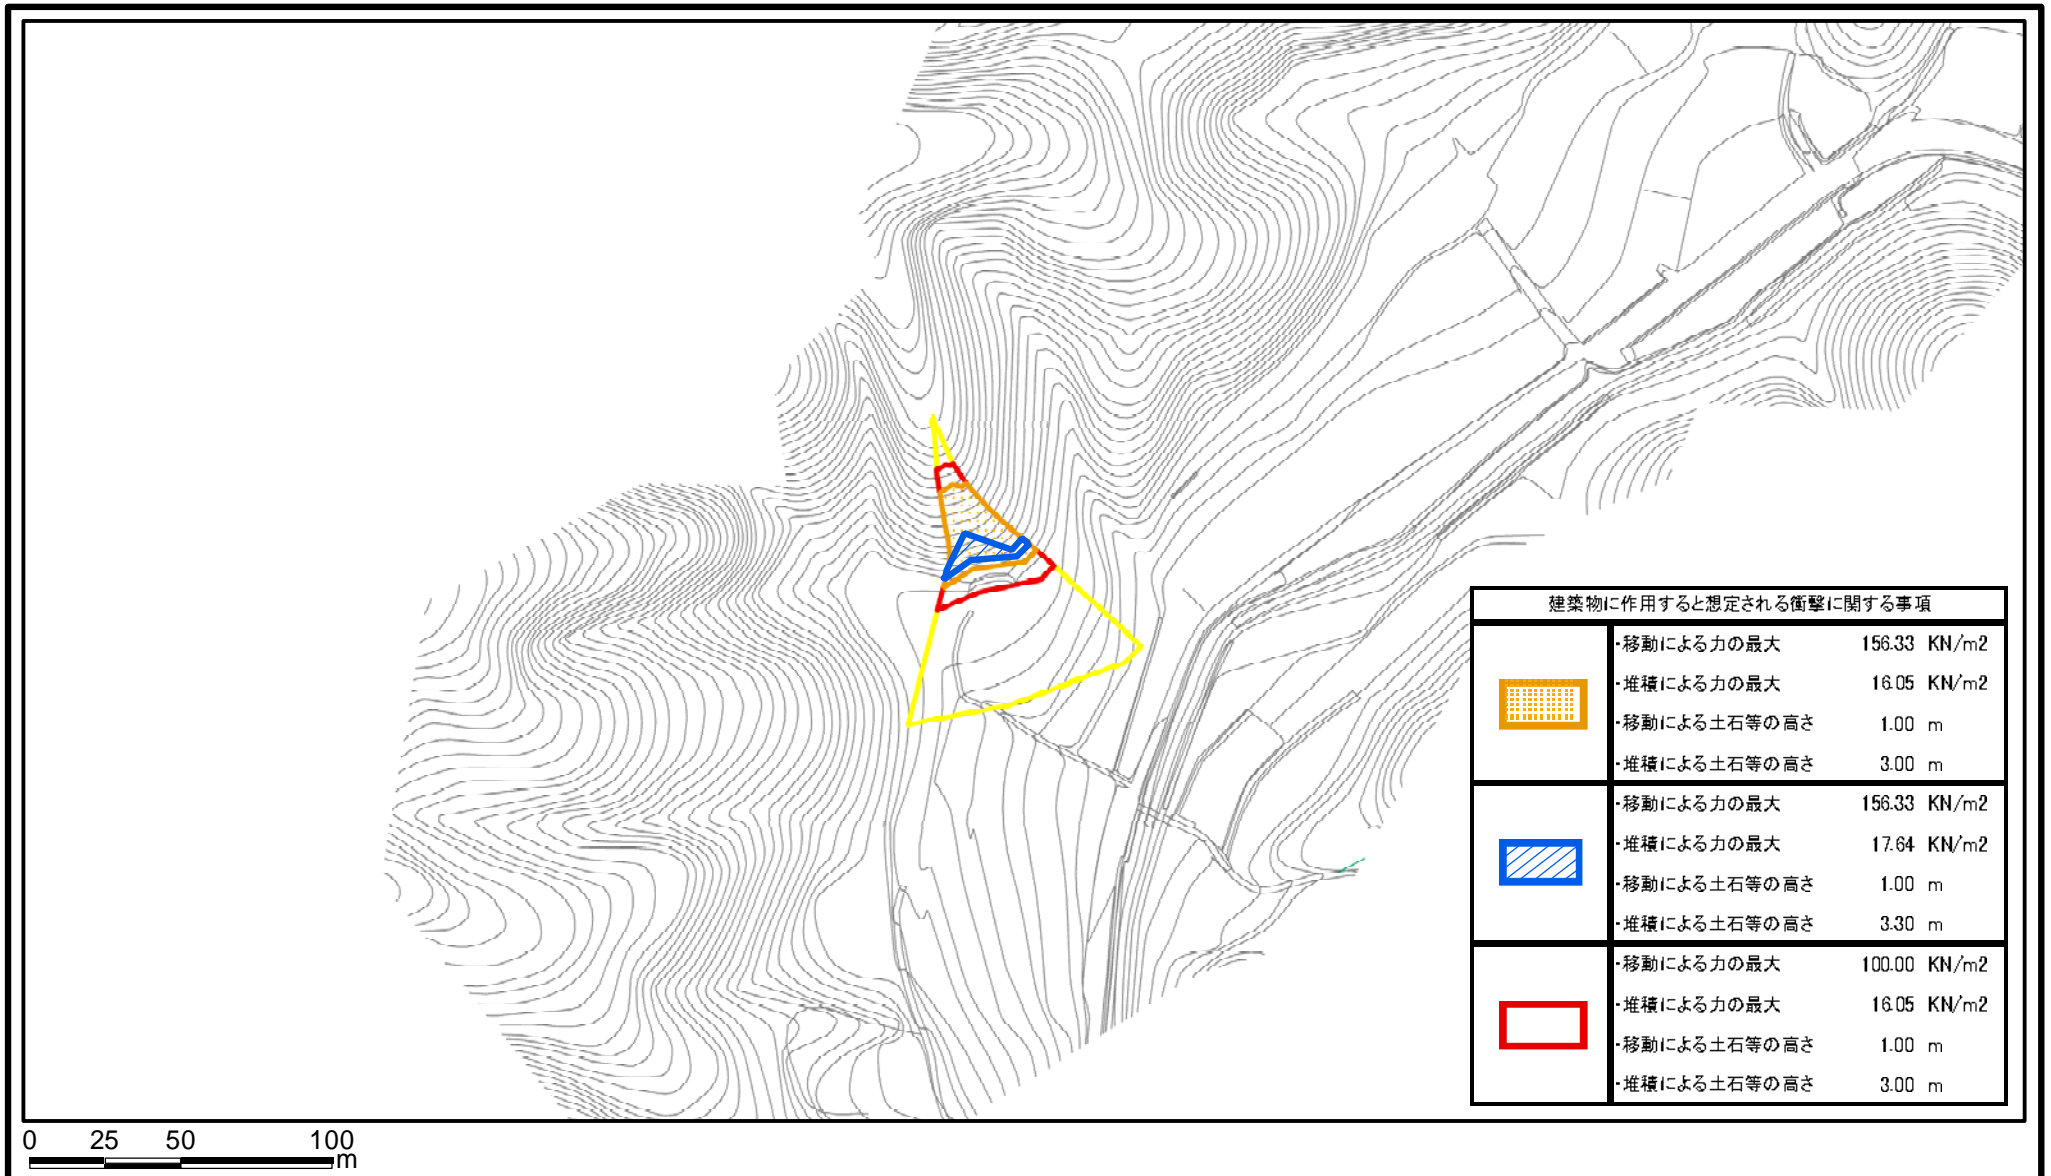 建築物に作用すると想定される衝撃に関する事項
・移動による力の最大 156.33 KN/m2
・堆積による力の最大 16.05 KN/m2
・移動による土石等の高さ 1.00 m
・堆積による土石等の高さ 3.00 m
・移動による力の最大 156.33 KN/m2
・堆積による力の最大 17.64 KN/m2
・移動による土石等の高さ 1.00 m
・堆積による土石等の高さ 3.30 m
・移動による力の最大 100.00 KN/m2
・堆積による力の最大 16.05 KN/m2
・移動による土石等の高さ 1.00 m
・堆積による土石等の高さ 3.00 m
0 25 50 100
m